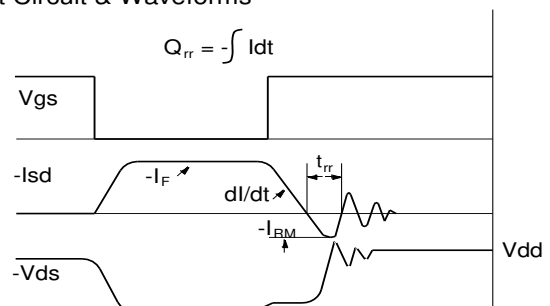 t Circuit & Waveforms
Qrr = -∫ Idt
Vgs
-Isd
-IF
dI/dt
trr
-IRM
Vdd
-Vds